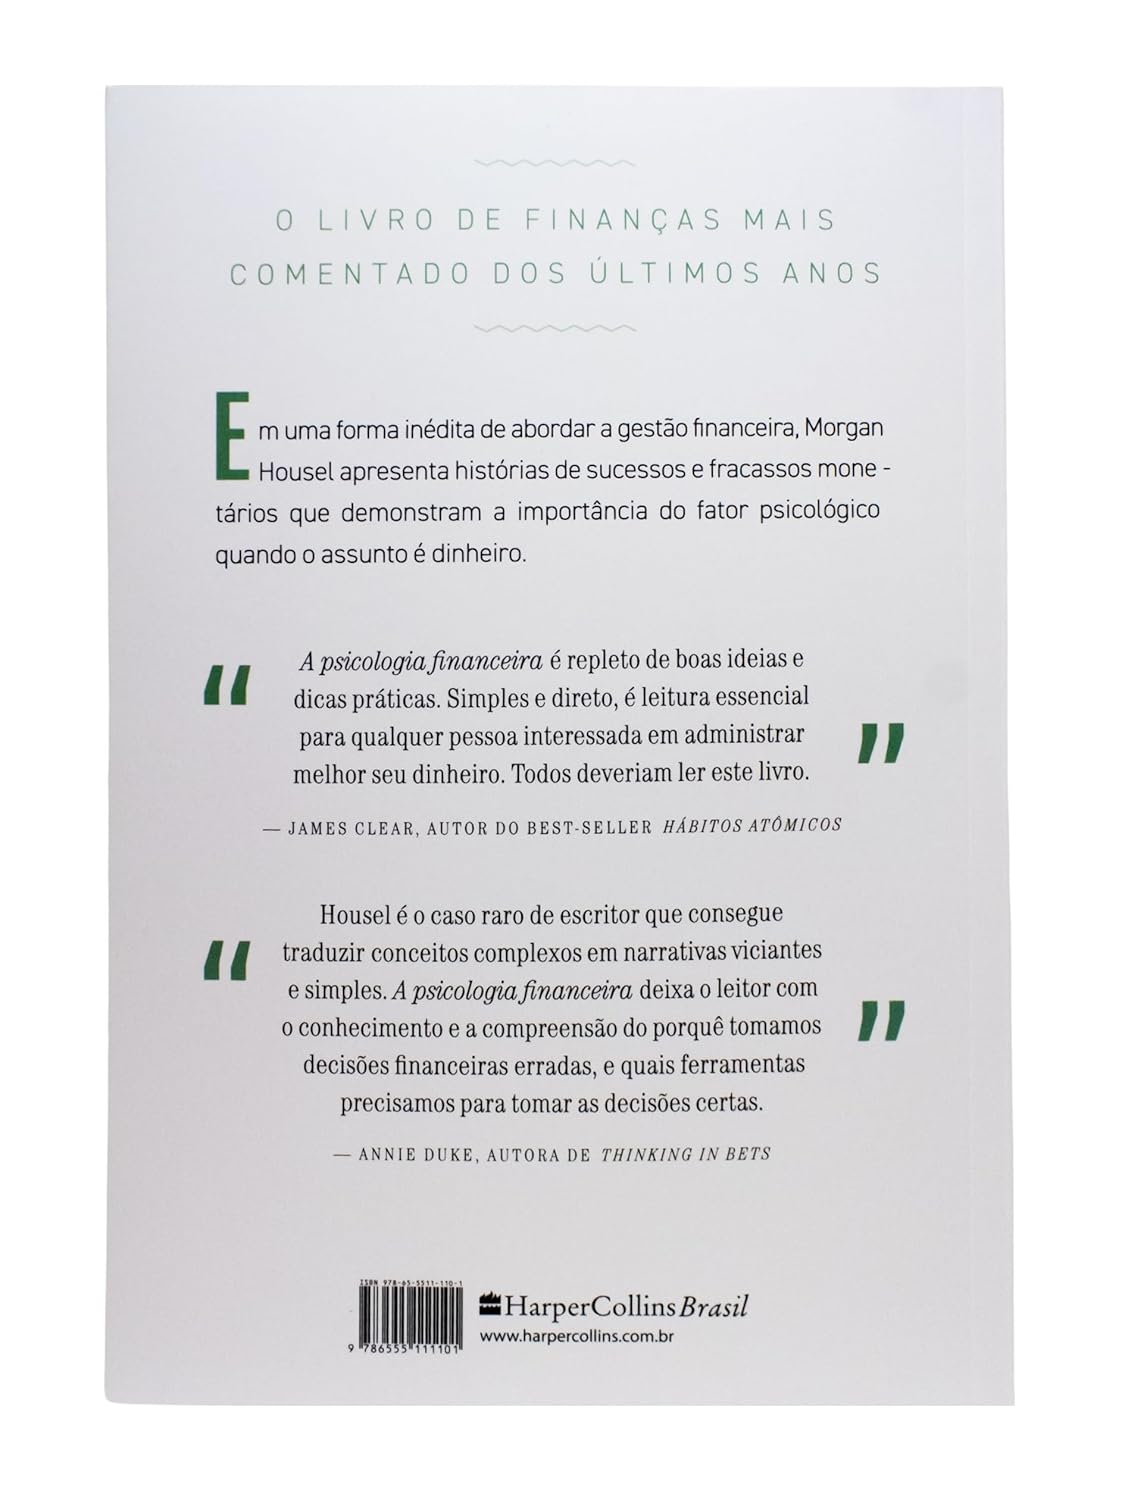 O LIVRO DE FINANÇAS MAIS
COMENTADO DOS ÚLTIMOS ANOS
Em uma forma inédita de abordar a gestão financeira, Morgan
Housel apresenta histórias de sucessos e fracassos mone -
tários que demonstram a importância do fator psicológico
quando o assunto é dinheiro.
“ A psicologia financeira é repleto de boas ideias e
dicas práticas. Simples e direto, é leitura essencial
para qualquer pessoa interessada em administrar
melhor seu dinheiro. Todos deveriam ler este livro. ”
— JAMES CLEAR, AUTOR DO BEST-SELLER HÁBITOS ATÔMICOS
“ Housel é o caso raro de escritor que consegue
traduzir conceitos complexos em narrativas viciantes
e simples. A psicologia financeira deixa o leitor com
o conhecimento e a compreensão do porquê tomamos
decisões financeiras erradas, e quais ferramentas
precisamos para tomar as decisões certas. ”
— ANNIE DUKE, AUTORA DE THINKING IN BETS
ISBN 978-65-5511-110-1
9 786555 111101
HarperCollins Brasil
www.harpercollins.com.br